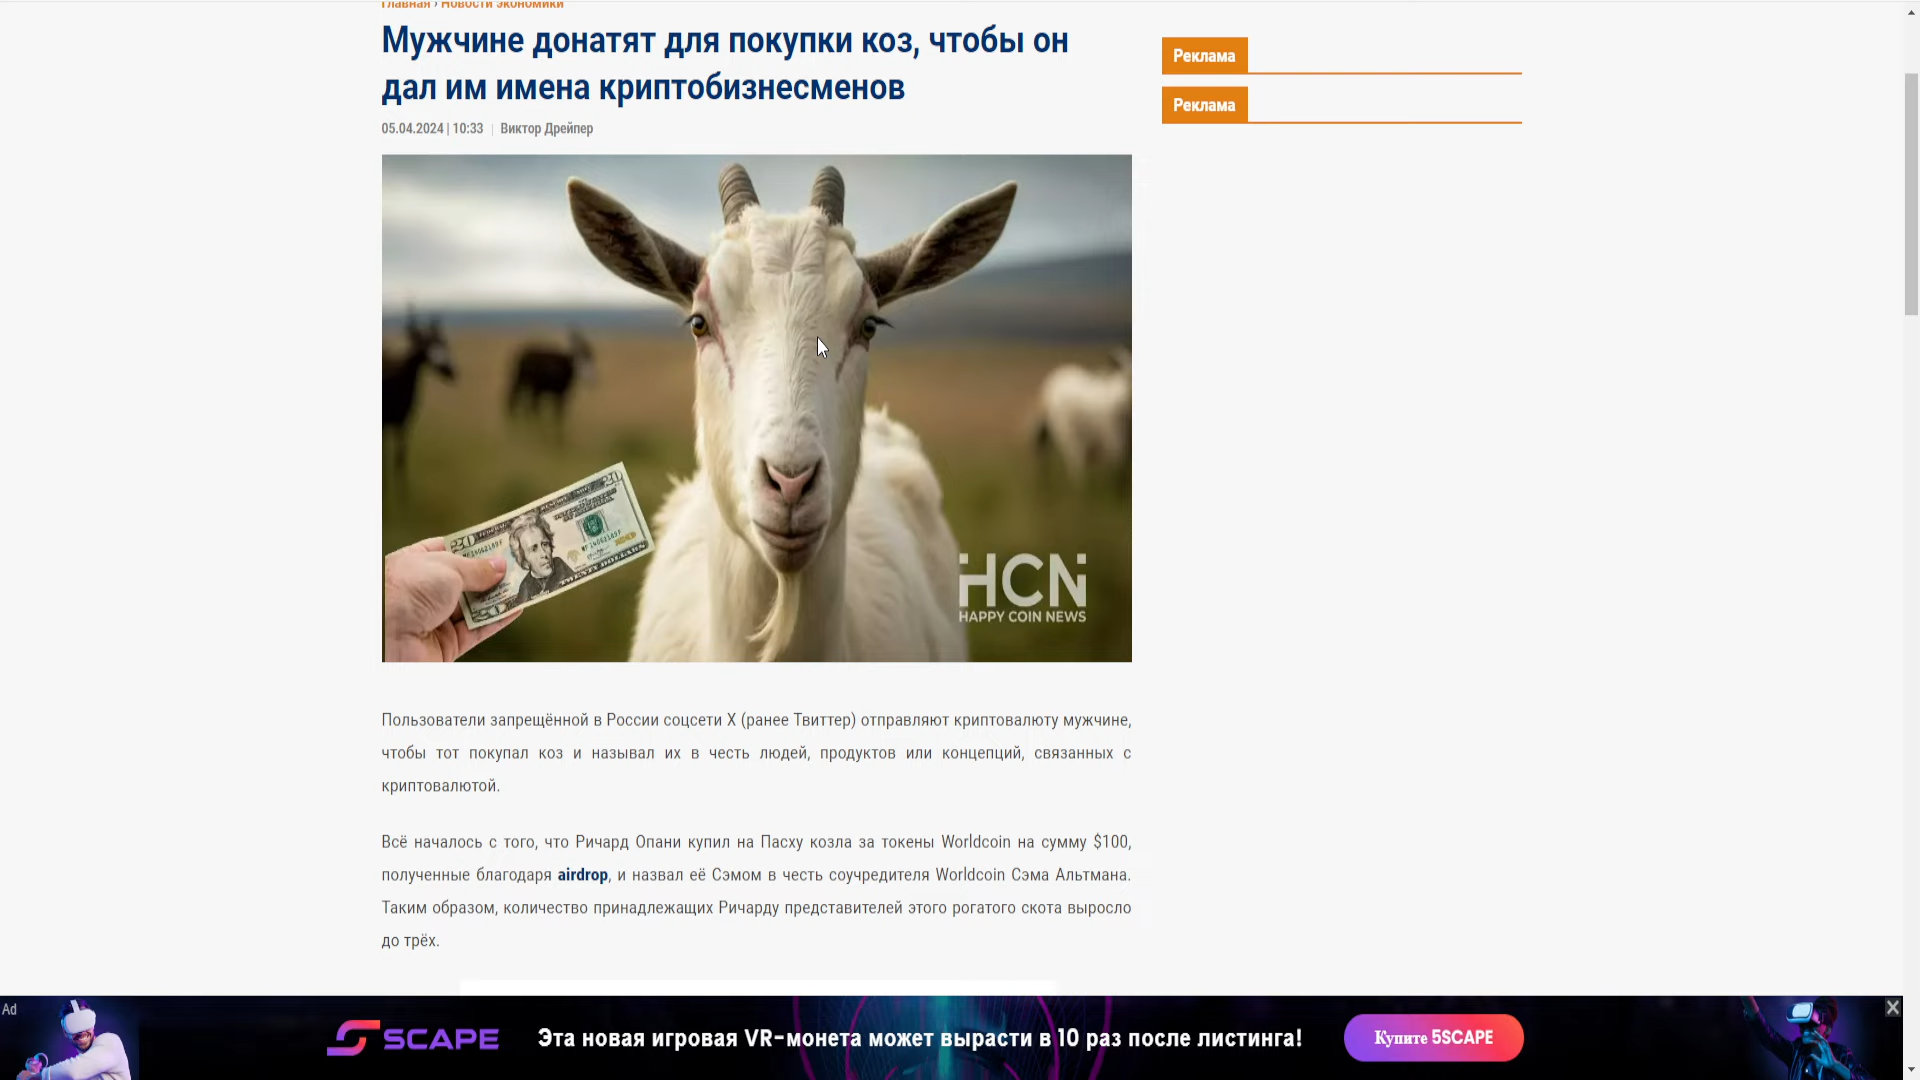 Главная › Новости экономики
Мужчине донатят для покупки коз, чтобы он
дал им имена криптобизнесменов
05.04.2024 | 10:33 | Виктор Дрейпер
Реклама
Реклама
20
TWENTY DOLLARS
HCN
HAPPY COIN NEWS
Пользователи запрещённой в России соцсети X (ранее Твиттер) отправляют криптовалюту мужчине,
чтобы тот покупал коз и называл их в честь людей, продуктов или концепций, связанных с
криптовалютой.
Всё началось с того, что Ричард Опани купил на Пасху козла за токены Worldcoin на сумму $100,
полученные благодаря airdrop, и назвал её Сэмом в честь соучредителя Worldcoin Сэма Альтмана.
Таким образом, количество принадлежащих Ричарду представителей этого рогатого скота выросло
до трёх.
Ad
5SCAPE
Эта новая игровая VR-монета может вырасти в 10 раз после листинга!
Купите 5SCAPE